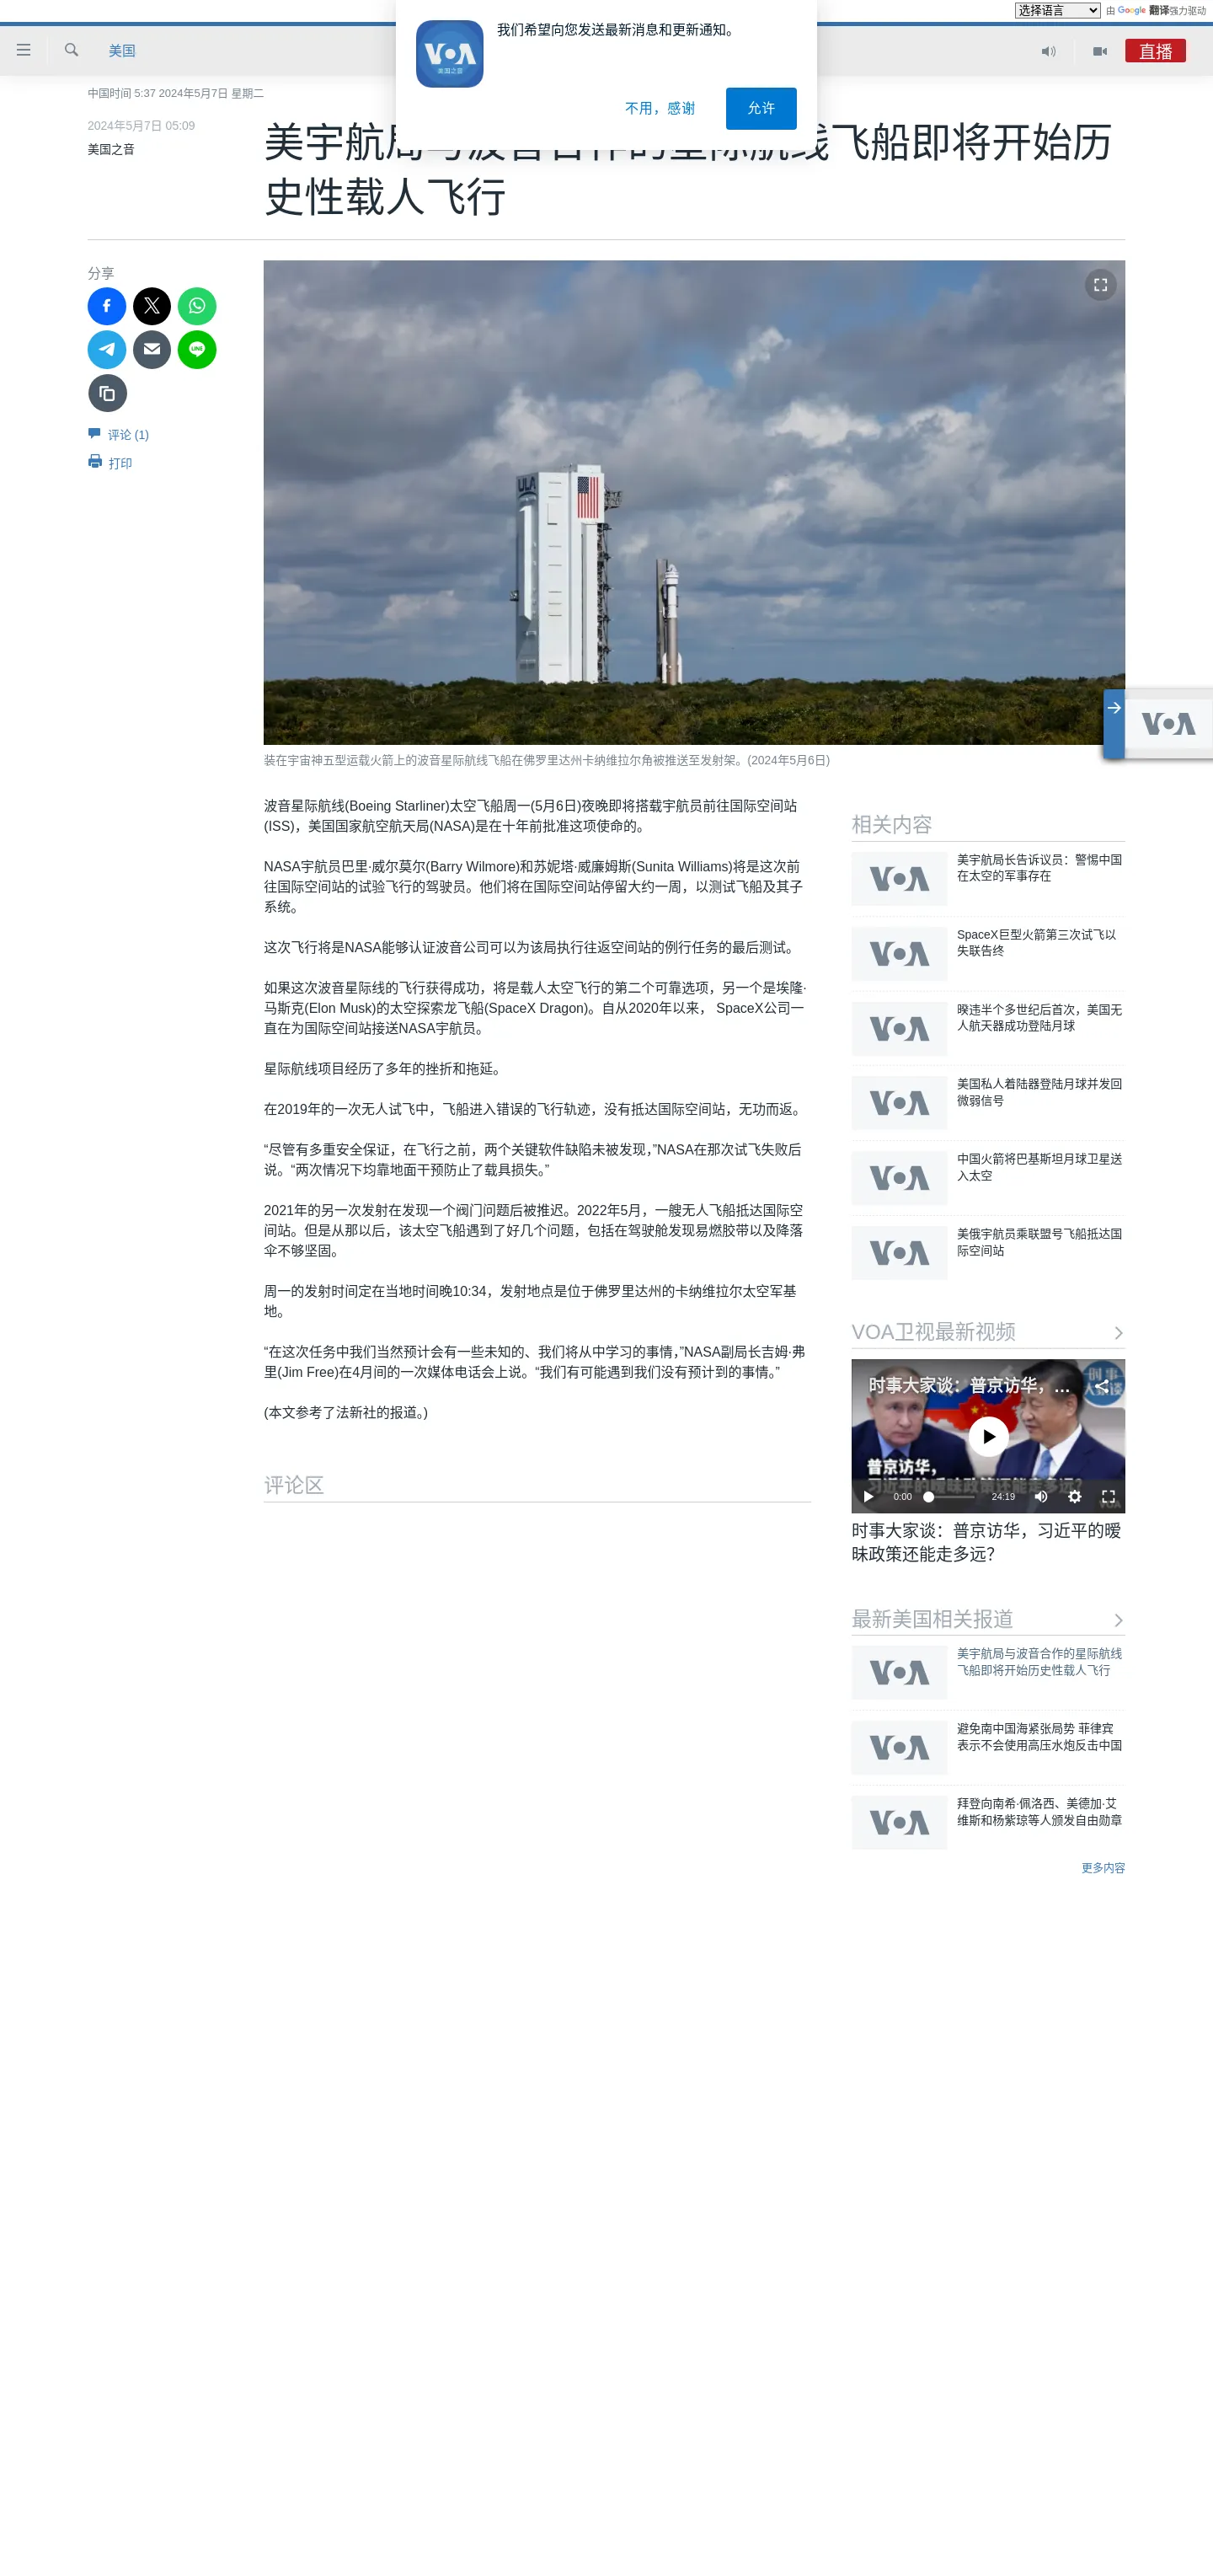 选择语言 由 Google 翻译强力驱动
我们希望向您发送最新消息和更新通知。
VOA
美国之音
不用，感谢
允许
美国
直播
中国时间 5:37 2024年5月7日 星期二
2024年5月7日 05:09
美国之音
飞船即将开始历
史性载人飞行
分享
评论 (1)
打印
ULA
VOA
装在宇宙神五型运载火箭上的波音星际航线飞船在佛罗里达州卡纳维拉尔角被推送至发射架。(2024年5月6日)
波音星际航线(Boeing Starliner)太空飞船周一(5月6日)夜晚即将搭载宇航员前往国际空间站
(ISS)，美国国家航空航天局(NASA)是在十年前批准这项使命的。
NASA宇航员巴里·威尔莫尔(Barry Wilmore)和苏妮塔·威廉姆斯(Sunita Williams)将是这次前
往国际空间站的试验飞行的驾驶员。他们将在国际空间站停留大约一周，以测试飞船及其子
系统。
这次飞行将是NASA能够认证波音公司可以为该局执行往返空间站的例行任务的最后测试。
如果这次波音星际线的飞行获得成功，将是载人太空飞行的第二个可靠选项，另一个是埃隆·
马斯克(Elon Musk)的太空探索龙飞船(SpaceX Dragon)。自从2020年以来， SpaceX公司一
直在为国际空间站接送NASA宇航员。
星际航线项目经历了多年的挫折和拖延。
在2019年的一次无人试飞中，飞船进入错误的飞行轨迹，没有抵达国际空间站，无功而返。
“尽管有多重安全保证，在飞行之前，两个关键软件缺陷未被发现，”NASA在那次试飞失败后
说。“两次情况下均靠地面干预防止了载具损失。”
2021年的另一次发射在发现一个阀门问题后被推迟。2022年5月，一艘无人飞船抵达国际空
间站。但是从那以后，该太空飞船遇到了好几个问题，包括在驾驶舱发现易燃胶带以及降落
伞不够坚固。
周一的发射时间定在当地时间晚10:34，发射地点是位于佛罗里达州的卡纳维拉尔太空军基
地。
“在这次任务中我们当然预计会有一些未知的、我们将从中学习的事情，”NASA副局长吉姆·弗
里(Jim Free)在4月间的一次媒体电话会上说。“我们有可能遇到我们没有预计到的事情。”
(本文参考了法新社的报道。)
评论区
相关内容
VOA
美宇航局长告诉议员：警惕中国
在太空的军事存在
VOA
SpaceX巨型火箭第三次试飞以
失联告终
VOA
暌违半个多世纪后首次，美国无
人航天器成功登陆月球
VOA
美国私人着陆器登陆月球并发回
微弱信号
VOA
中国火箭将巴基斯坦月球卫星送
入太空
VOA
美俄宇航员乘联盟号飞船抵达国
际空间站
VOA卫视最新视频
时事大家谈：普京访华，...
普京访华，
习近平的暧昧政策还能走多远?
0:00 24:19
时事大家谈：普京访华，习近平的暧
昧政策还能走多远？
最新美国相关报道
VOA
美宇航局与波音合作的星际航线
飞船即将开始历史性载人飞行
VOA
避免南中国海紧张局势 菲律宾
表示不会使用高压水炮反击中国
VOA
拜登向南希·佩洛西、美德加·艾
维斯和杨紫琼等人颁发自由勋章
更多内容